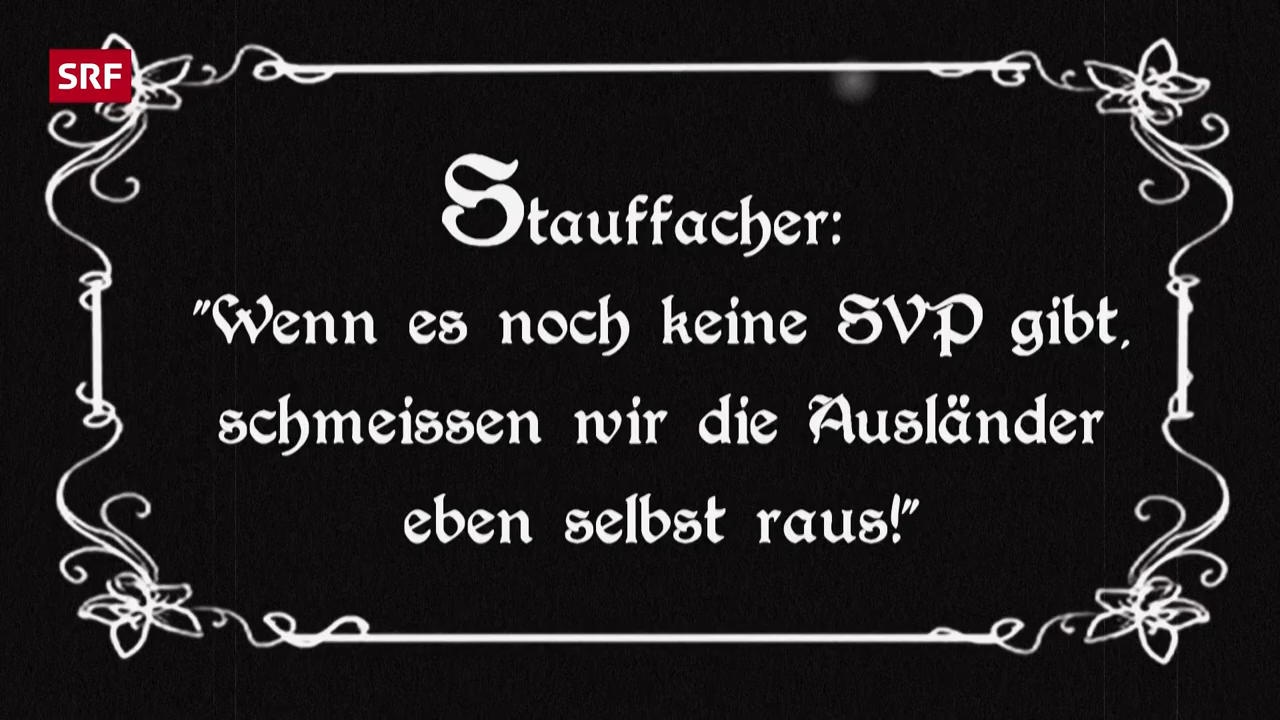 SRF
Stauffacher:
"Wenn es noch keine SVP gibt,
schmeissen wir die Ausländer
eben selbst raus!"